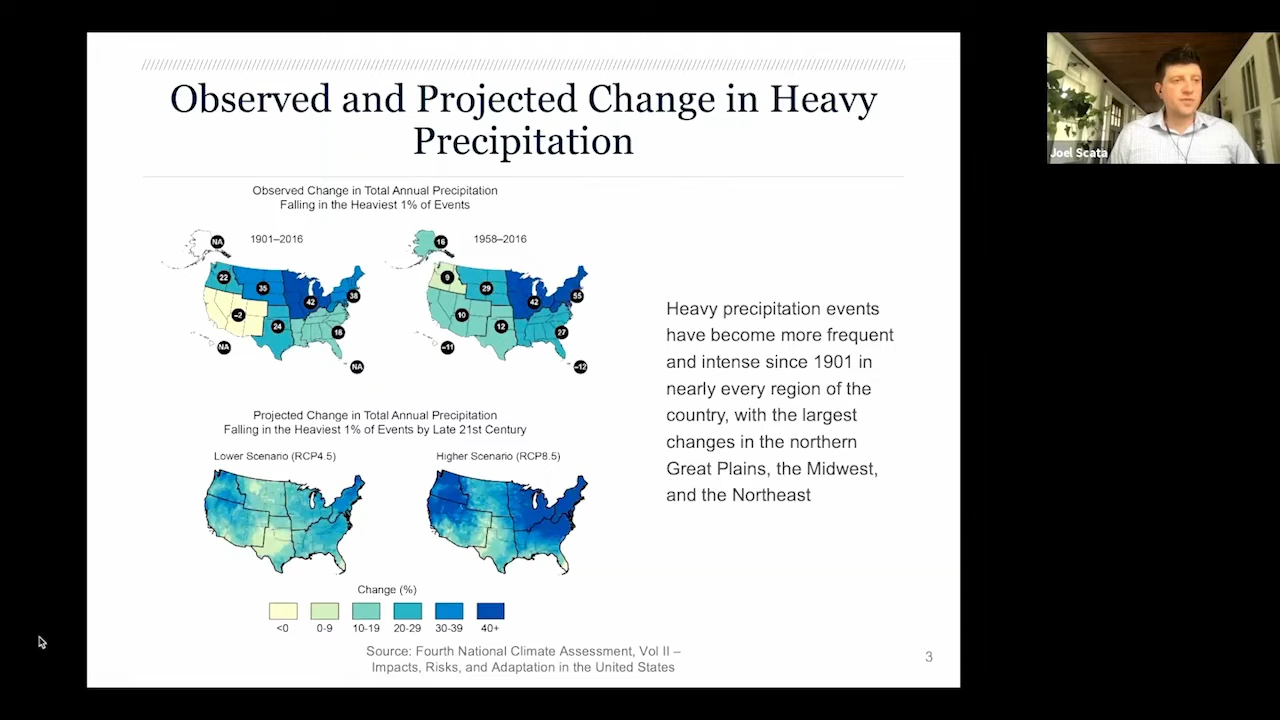 Observed and Projected Change in Heavy
Precipitation
Observed Change in Total Annual Precipitation
Falling in the Heaviest 1% of Events
1901–2016
NA
22
35
42
38
–2
24
18
NA
NA
1958–2016
16
9
29
42
55
10
12
27
–11
–12
Heavy precipitation events
have become more frequent
and intense since 1901 in
nearly every region of the
country, with the largest
changes in the northern
Great Plains, the Midwest,
and the Northeast
Projected Change in Total Annual Precipitation
Falling in the Heaviest 1% of Events by Late 21st Century
Lower Scenario (RCP4.5)
Higher Scenario (RCP8.5)
Change (%)
<0 0-9 10-19 20-29 30-39 40+
Source: Fourth National Climate Assessment, Vol II –
Impacts, Risks, and Adaptation in the United States
3
Joel Scata